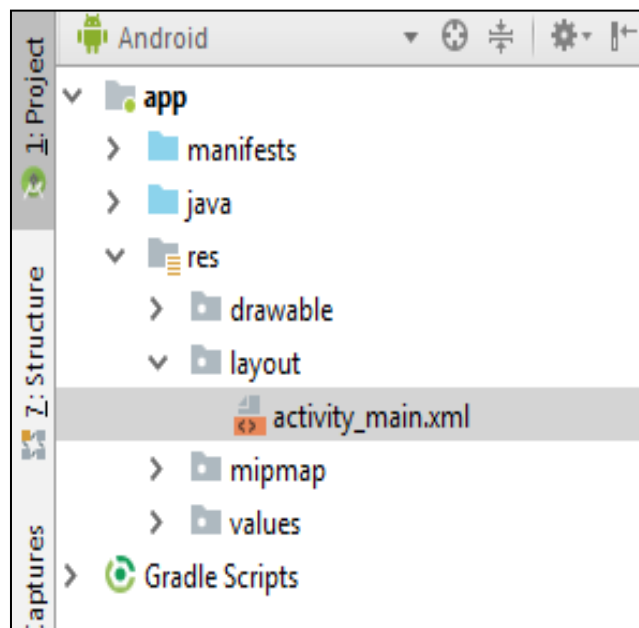 Android
app
manifests
java
res
drawable
layout
activity_main.xml
mipmap
values
Gradle Scripts
1: Project
7: Structure
Captures